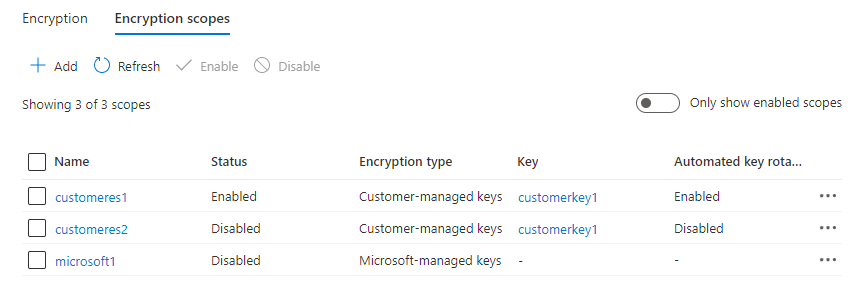 Encryption Encryption scopes
Add Refresh Enable Disable
Showing 3 of 3 scopes Only show enabled scopes
Name Status Encryption type Key Automated key rota...
customeres1 Enabled Customer-managed keys customerkey1 Enabled
customeres2 Disabled Customer-managed keys customerkey1 Disabled
microsoft1 Disabled Microsoft-managed keys - -